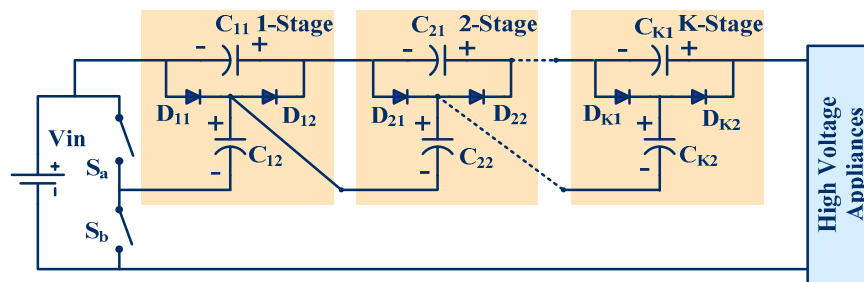 C11 1-Stage
C21 2-Stage
CK1 K-Stage
- +
- +
- +
D11 D12
D21 D22
DK1 DK2
+ C12 -
+ C22 -
+ CK2 -
Vin
+
-
Sa
Sb
High Voltage
Appliances